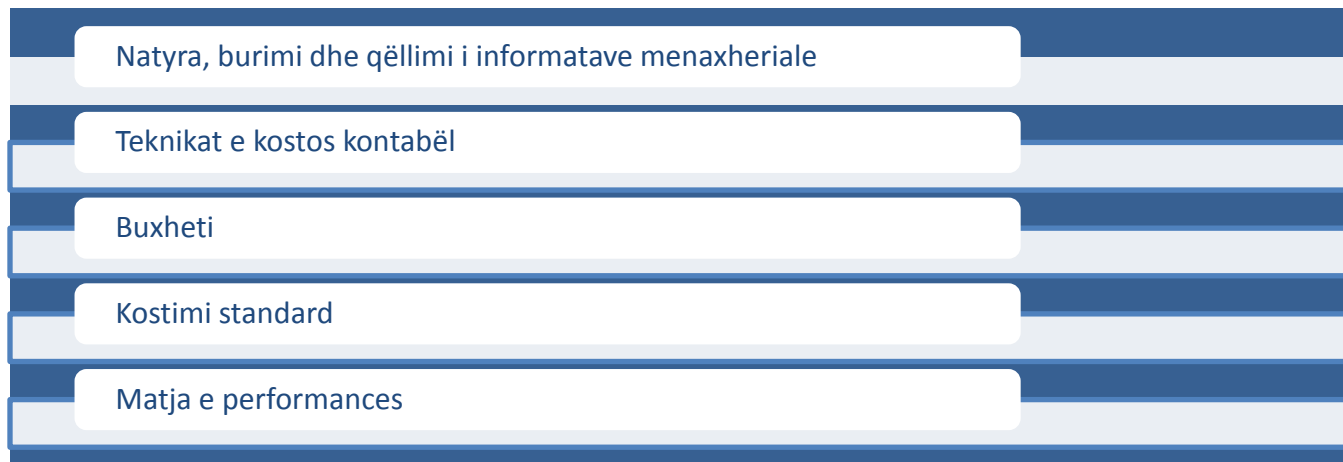 Natyra, burimi dhe qëllimi i informatave menaxheriale
Teknikat e kostos kontabël
Buxheti
Kostimi standard
Matja e performances